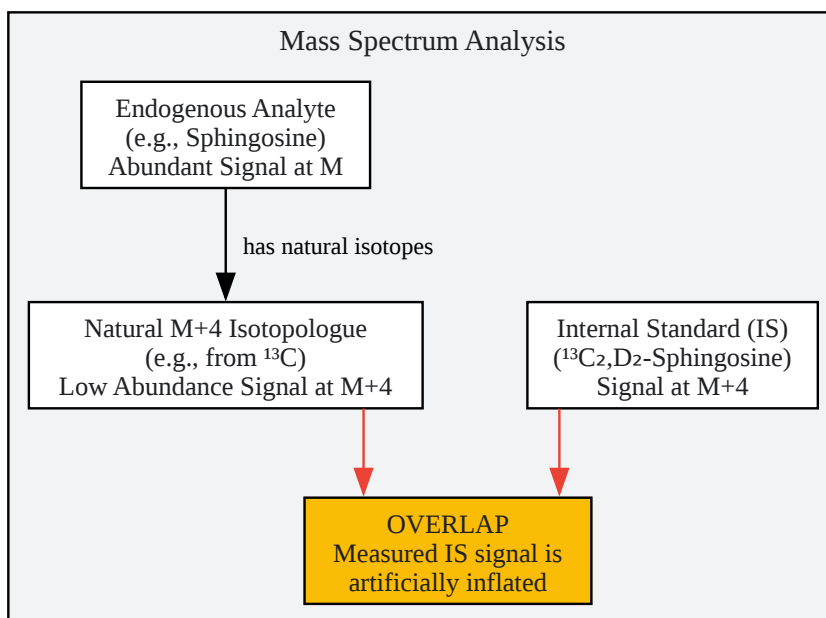 Mass Spectrum Analysis
Endogenous Analyte
(e.g., Sphingosine)
Abundant Signal at M
has natural isotopes
Natural M+4 Isotopologue
(e.g., from ¹³C)
Low Abundance Signal at M+4
Internal Standard (IS)
(¹³C₂,D₂-Sphingosine)
Signal at M+4
OVERLAP
Measured IS signal is
artificially inflated